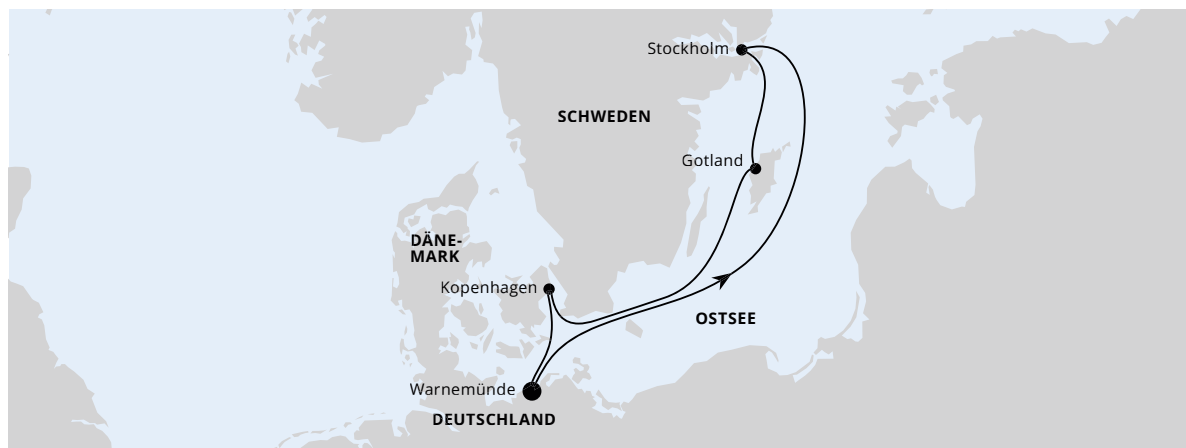 Stockholm
SCHWEDEN
Gotland
DÄNE-
MARK
Kopenhagen
OSTSEE
Warnemünde
DEUTSCHLAND